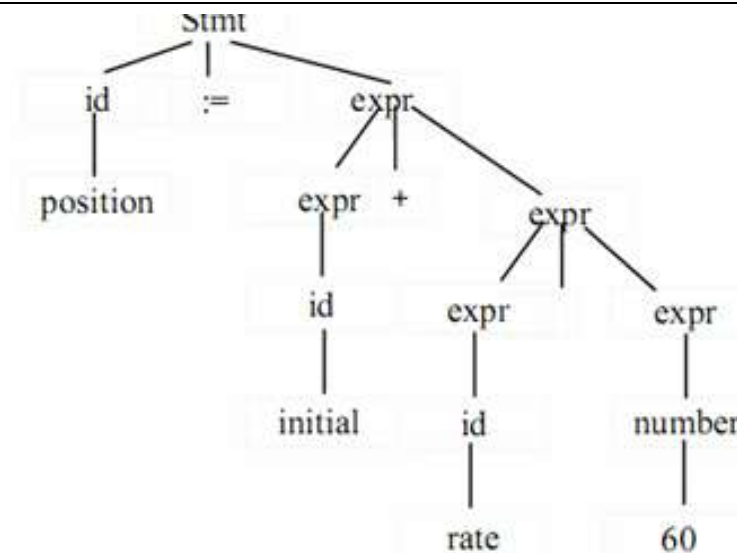 Stmt
id := expr
position expr + expr
id expr expr
initial id number
rate 60